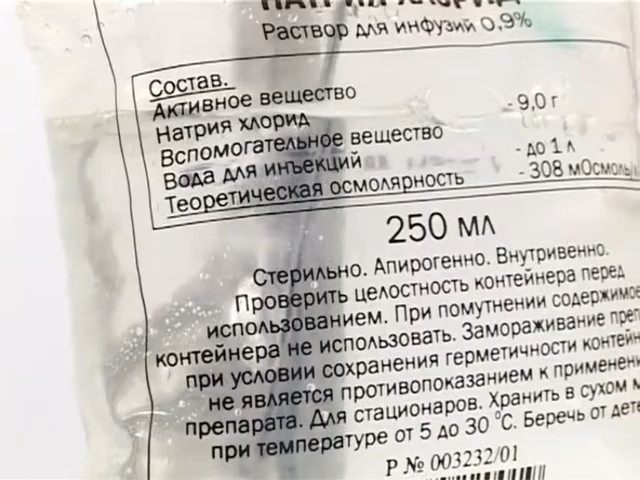 НАТРИЯ ХЛОРИД
Раствор для инфузий 0,9%
Состав.
Активное вещество
Натрия хлорид - 9,0 г
Вспомогательное вещество
Вода для инъекций - до 1 л
Теоретическая осмолярность - 308 мОсмоль
250 мл
Стерильно. Апирогенно. Внутривенно.
Проверить целостность контейнера перед
использованием. При помутнении
контейнера не использовать. Замораживание
при условии сохранения герметичности
не является противопоказанием к
препарата. Для стационаров. Хранить в сухом
при температуре от 5 до 30 °С. Беречь от
Р № 003232/01